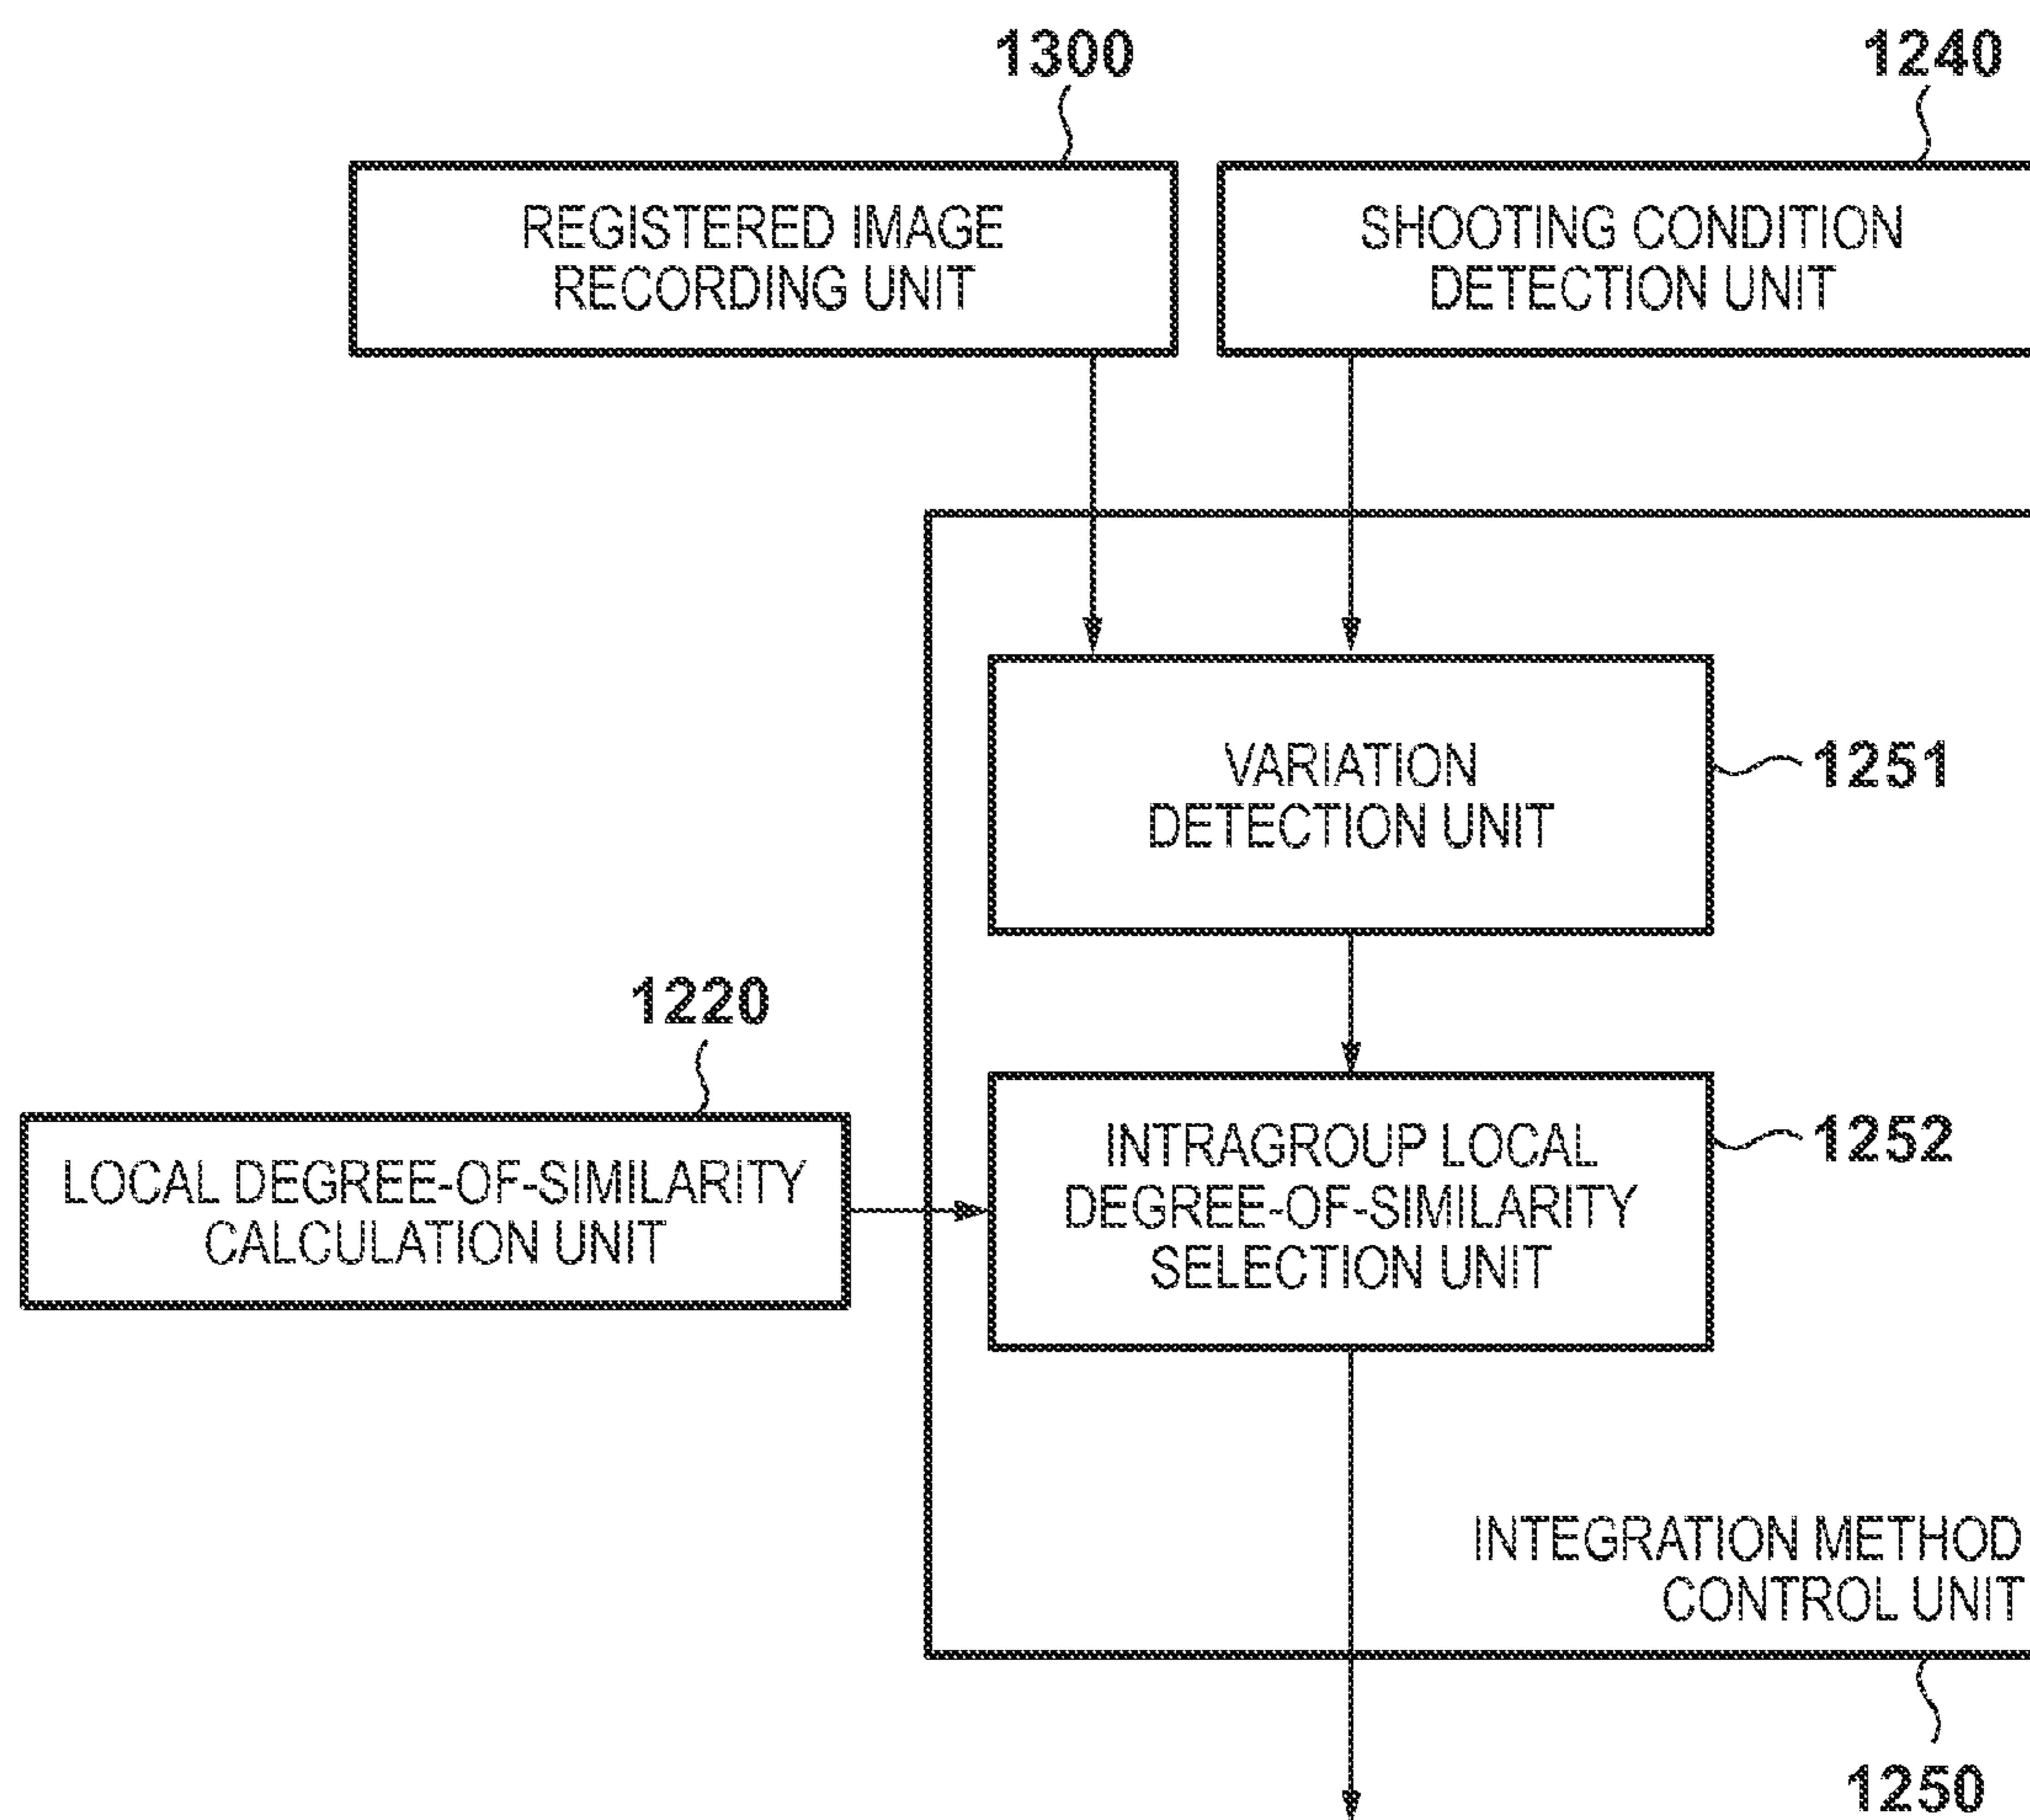 1300
1240
REGISTERED IMAGE
RECORDING UNIT
SHOOTING CONDITION
DETECTION UNIT
VARIATION
DETECTION UNIT
1251
1220
LOCAL DEGREE-OF-SIMILARITY
CALCULATION UNIT
INTRAGROUP LOCAL
DEGREE-OF-SIMILARITY
SELECTION UNIT
1252
INTEGRATION METHOD
CONTROL UNIT
1250